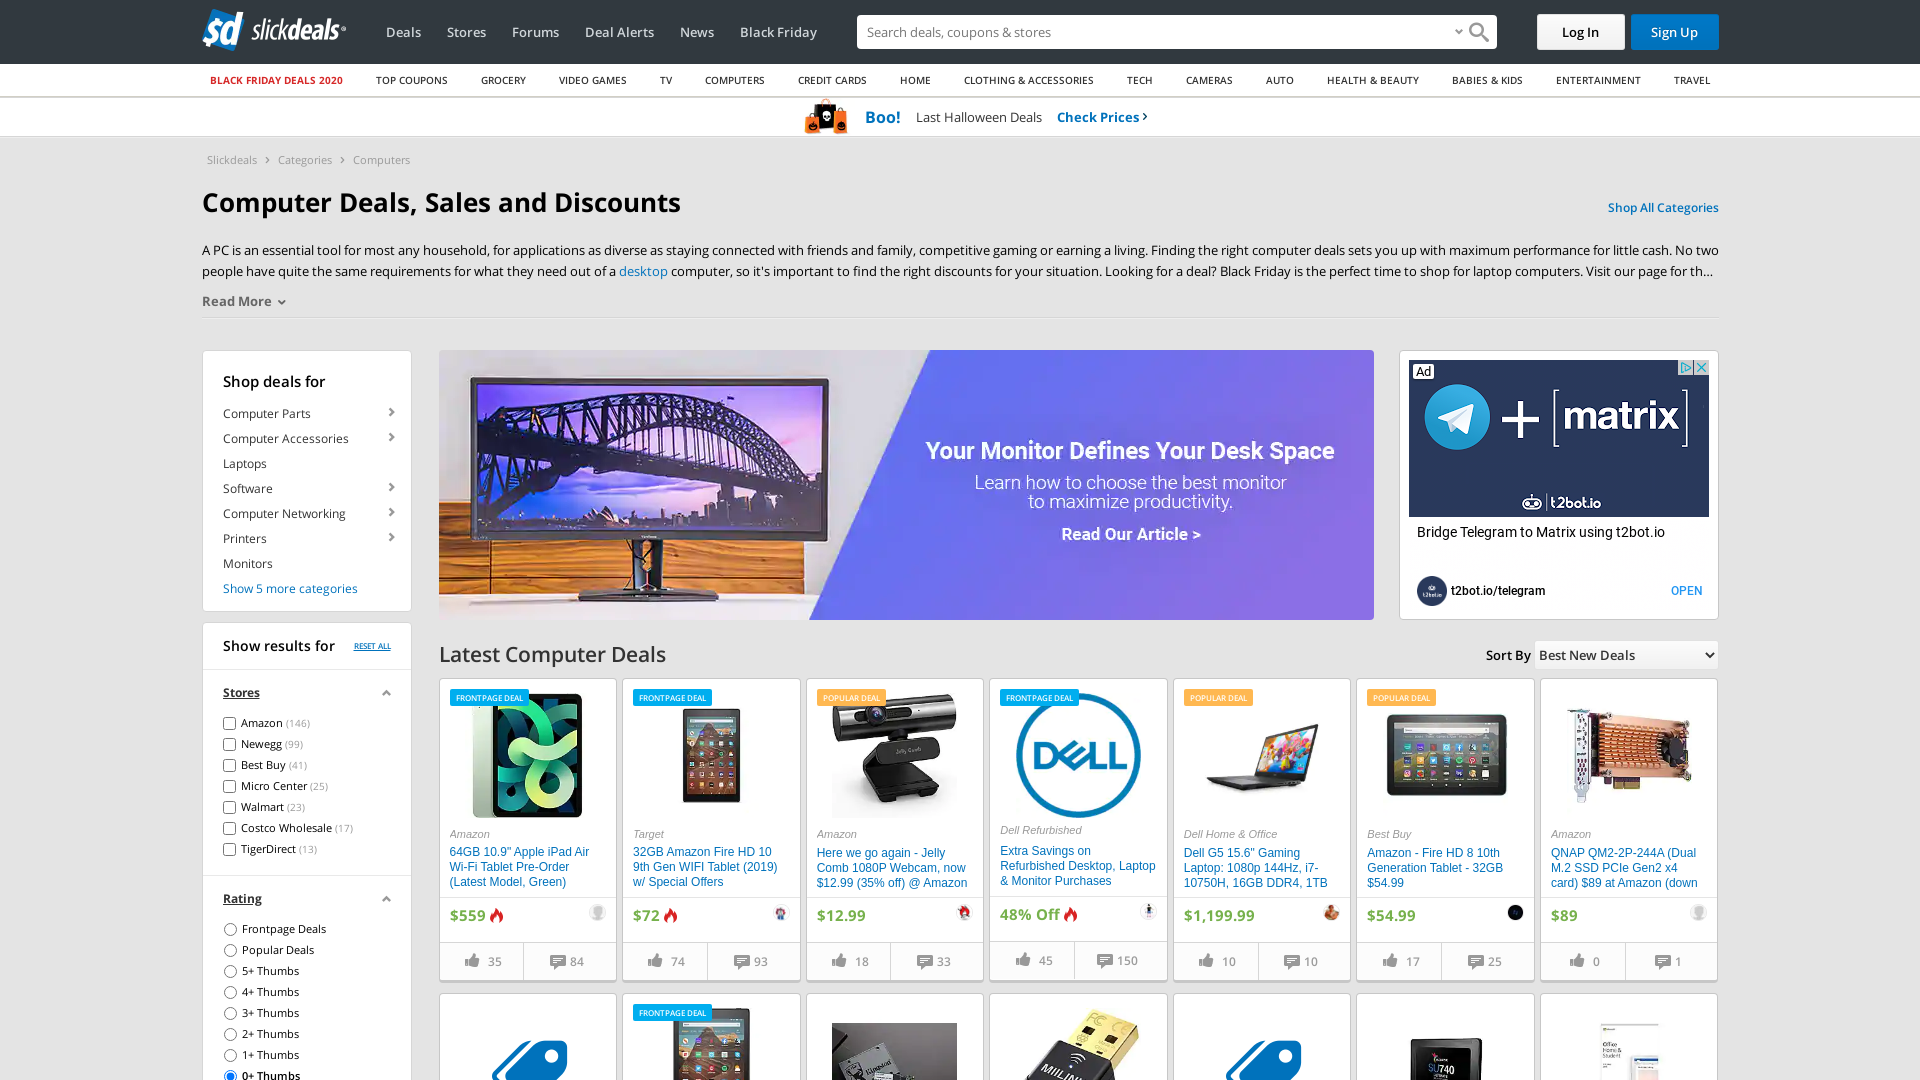 slickdeals
Deals
Stores
Forums
Deal Alerts
News
Black Friday
Search deals, coupons & stores
Log In
Sign Up
BLACK FRIDAY DEALS 2020
TOP COUPONS
GROCERY
VIDEO GAMES
TV
COMPUTERS
CREDIT CARDS
HOME
CLOTHING & ACCESSORIES
TECH
CAMERAS
AUTO
HEALTH & BEAUTY
BABIES & KIDS
ENTERTAINMENT
TRAVEL
Boo! Last Halloween Deals Check Prices
Slickdeals > Categories > Computers
Computer Deals, Sales and Discounts
Shop All Categories
A PC is an essential tool for most any household, for applications as diverse as staying connected with friends and family, competitive gaming or earning a living. Finding the right computer deals sets you up with maximum performance for little cash. No two
people have quite the same requirements for what they need out of a desktop computer, so it's important to find the right discounts for your situation. Looking for a deal? Black Friday is the perfect time to shop for laptop computers. Visit our page for th...
Read More
Shop deals for
Computer Parts
Computer Accessories
Laptops
Software
Computer Networking
Printers
Monitors
Show 5 more categories
Show results for
RESET ALL
Stores
Amazon (146)
Newegg (99)
Best Buy (41)
Micro Center (25)
Walmart (23)
Costco Wholesale (17)
TigerDirect (13)
Rating
Frontpage Deals
Popular Deals
5+ Thumbs
4+ Thumbs
3+ Thumbs
2+ Thumbs
1+ Thumbs
0+ Thumbs
Your Monitor Defines Your Desk Space
Learn how to choose the best monitor
to maximize productivity.
Read Our Article >
Ad
+ [matrix]
t2bot.io
Bridge Telegram to Matrix using t2bot.io
t2bot.io/telegram
OPEN
Latest Computer Deals
Sort By Best New Deals
FRONTPAGE DEAL
Amazon
64GB 10.9" Apple iPad Air
Wi-Fi Tablet Pre-Order
(Latest Model, Green)
$559
35
84
FRONTPAGE DEAL
Target
32GB Amazon Fire HD 10
9th Gen WIFI Tablet (2019)
w/ Special Offers
$72
74
93
POPULAR DEAL
Jelly Comb
Amazon
Here we go again - Jelly
Comb 1080P Webcam, now
$12.99 (35% off) @ Amazon
$12.99
18
33
FRONTPAGE DEAL
DELL
Dell Refurbished
Extra Savings on
Refurbished Desktop, Laptop
& Monitor Purchases
48% Off
45
150
POPULAR DEAL
Dell Home & Office
Dell G5 15.6" Gaming
Laptop: 1080p 144Hz, i7-
10750H, 16GB DDR4, 1TB
$1,199.99
10
10
POPULAR DEAL
Best Buy
Amazon - Fire HD 8 10th
Generation Tablet - 32GB
$54.99
$54.99
17
25
Amazon
QNAP QM2-2P-244A (Dual
M.2 SSD PCIe Gen2 x4
card) $89 at Amazon (down
$89
0
1
FRONTPAGE DEAL
SU740
Office